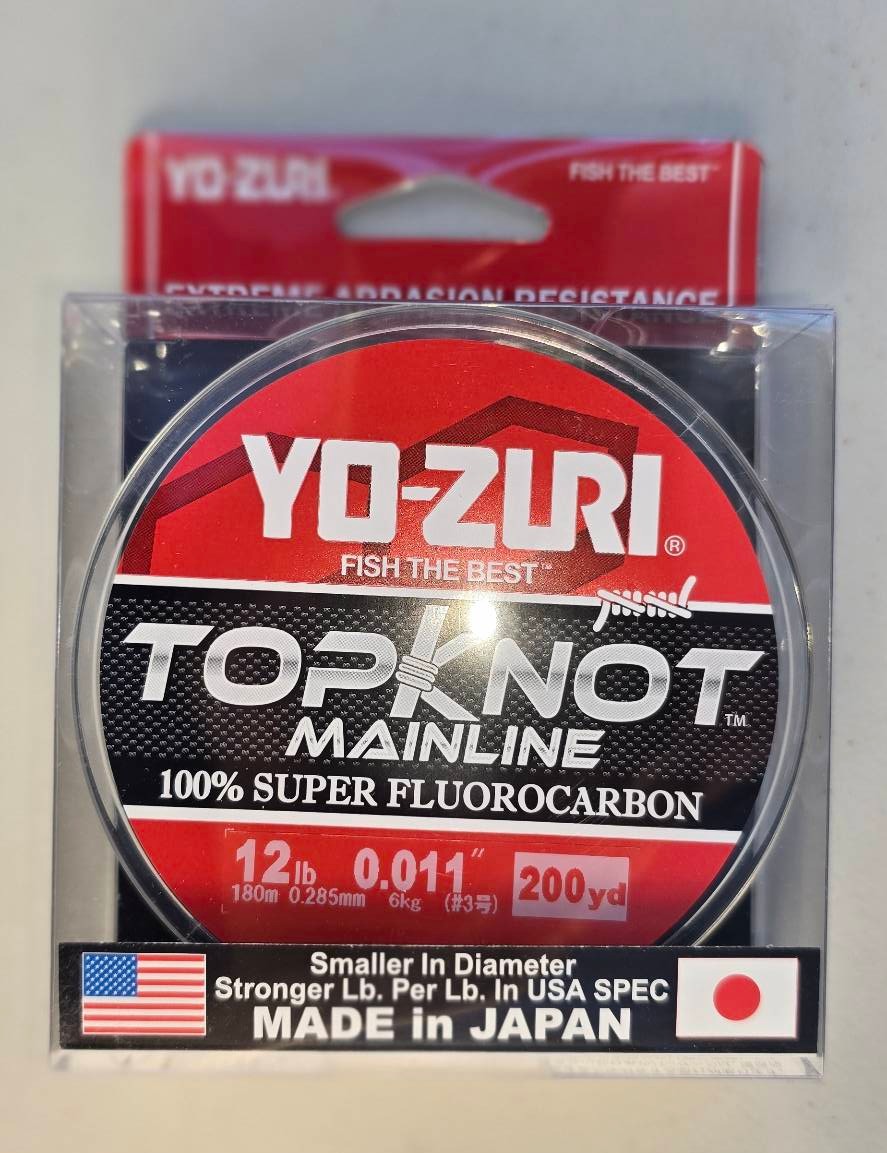 YO-ZURI
FISH THE BEST™
EXTREME ABRASION RESISTANCE
YO-ZURI®
FISH THE BEST™
TOPKNOT™
MAINLINE
100% SUPER FLUOROCARBON
12lb 0.011" 200yd
180m 0.285mm 6kg (#3号)
Smaller In Diameter
Stronger Lb. Per Lb. In USA SPEC
MADE in JAPAN